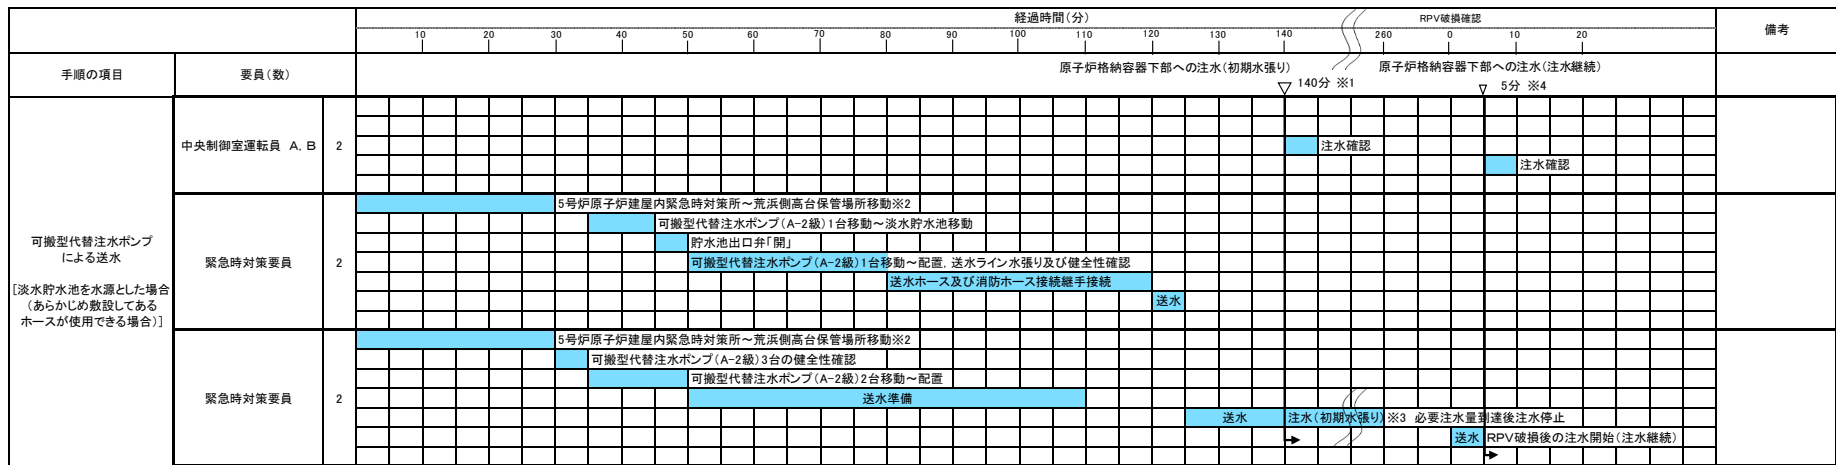 経過時間(分)
RPV破損確認
備考
10 20 30 40 50 60 70 80 90 100 110 120 130 140 260 0 10 20
手順の項目
要員(数)
原子炉格納容器下部への注水(初期水張り)
原子炉格納容器下部への注水(注水継続)
140分 ※1
5分 ※4
可搬型代替注水ポンプ
による送水
[淡水貯水池を水源とした場合
(あらかじめ敷設してある
ホースが使用できる場合)]
中央制御室運転員 A,B
2
注水確認
注水確認
緊急時対策要員
2
5号炉原子炉建屋内緊急時対策所~荒浜側高台保管場所移動※2
可搬型代替注水ポンプ(A-2級)1台移動~淡水貯水池移動
貯水池出口弁「開」
可搬型代替注水ポンプ(A-2級)1台移動~配置,送水ライン水張り及び健全性確認
送水ホース及び消防ホース接続継手接続
送水
緊急時対策要員
2
5号炉原子炉建屋内緊急時対策所~荒浜側高台保管場所移動※2
可搬型代替注水ポンプ(A-2級)3台の健全性確認
可搬型代替注水ポンプ(A-2級)2台移動~配置
送水準備
送水
注水(初期水張り)※3 必要注水量到達後注水停止
送水
RPV破損後の注水開始(注水継続)